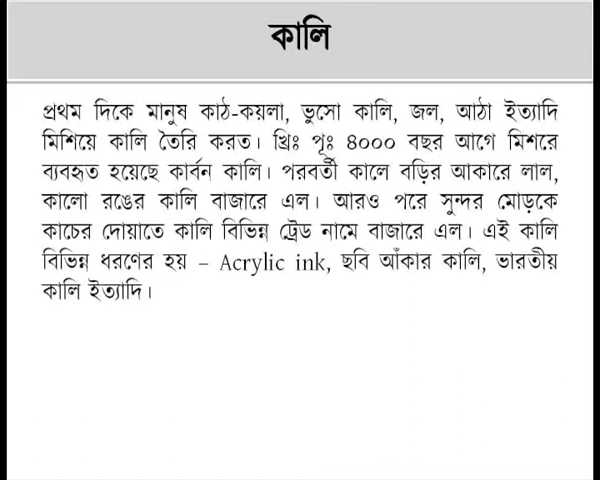 কালি
প্রথম দিকে মানুষ কাঠ-কয়লা, ভুসো কালি, জল, আঠা ইত্যাদি
মিশিয়ে কালি তৈরি করত। খ্রিঃ পূঃ ৪০০০ বছর আগে মিশরে
ব্যবহৃত হয়েছে কার্বন কালি। পরবর্তী কালে বড়ির আকারে লাল,
কালো রঙের কালি বাজারে এল। আরও পরে সুন্দর মোড়কে
কাচের দোয়াতে কালি বিভিন্ন ট্রেড নামে বাজারে এল। এই কালি
বিভিন্ন ধরণের হয় – Acrylic ink, ছবি আঁকার কালি, ভারতীয়
কালি ইত্যাদি।